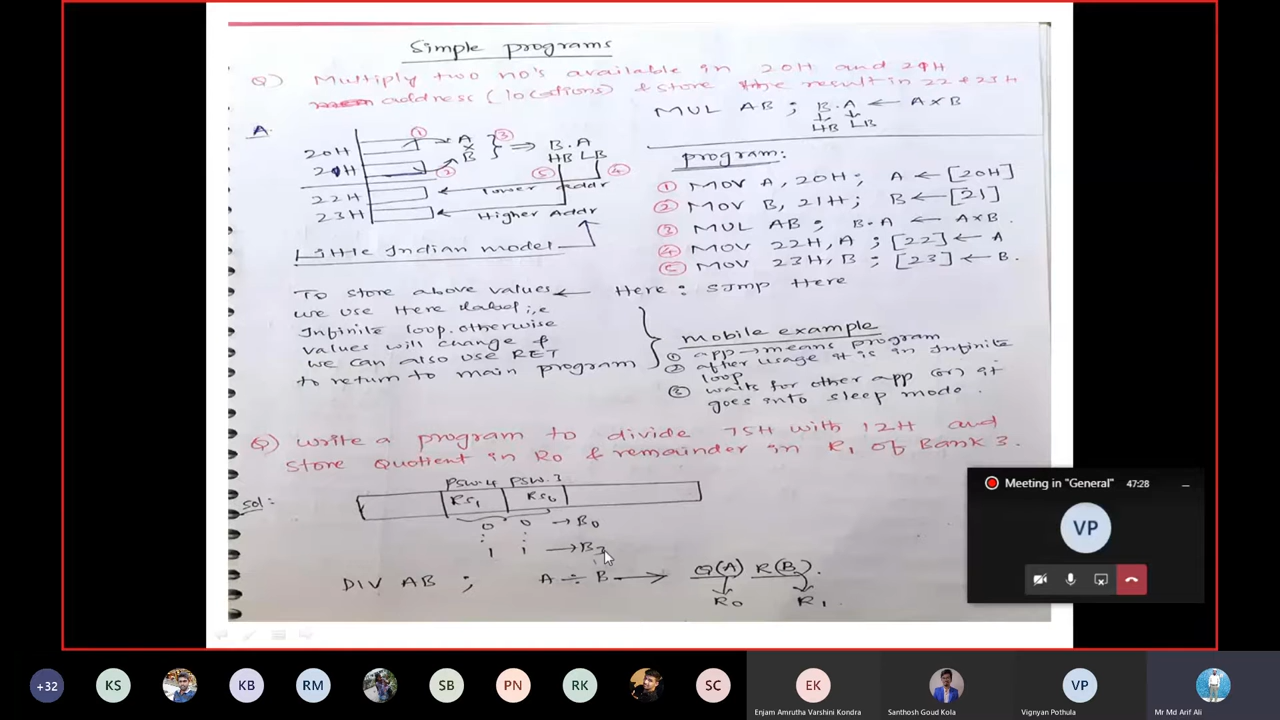 Simple programs
Q) Multiply two no's available in 20H and 21H
address (locations) & store the result in 22 & 23H
MUL AB ; B.A ← A×B
HB LB
A.
20H
21H
22H
23H
① A
×
② B
③ ⇒ B.A
HB LB
⑤ ④
Lower Addr
Higher Addr
Little Indian model
program:
① MOV A, 20H; A ← [20H]
② MOV B, 21H; B ← [21]
③ MUL AB ; B.A ← A×B.
④ MOV 22H, A ; [22] ← A
⑤ MOV 23H, B ; [23] ← B.
To store above values ← Here : SJmp Here
we use Here label i,e
Infinite loop. otherwise
values will change &
we can also use RET
to return to main program
mobile example
① app → means program
② after usage it is in Infinite
loop
③ waits for other app (or) it
goes into sleep mode.
Q) write a program to divide 75H with 12H and
store Quotient in R0 & remainder in R1 of Bank 3.
Sol:
PSW.4 PSW.3
RS1 RS0
0 0 → B0
1 1 → B3
DIV AB ; A ÷ B → Q(A) R(B).
R0 R1.
Meeting in "General" 47:28
VP
+32
KS
KB
RM
SB
PN
RK
SC
EK
VP
Enjam Amrutha Varshini Kondra
Santhosh Goud Kola
Vignyan Pothula
Mr Md Arif Ali